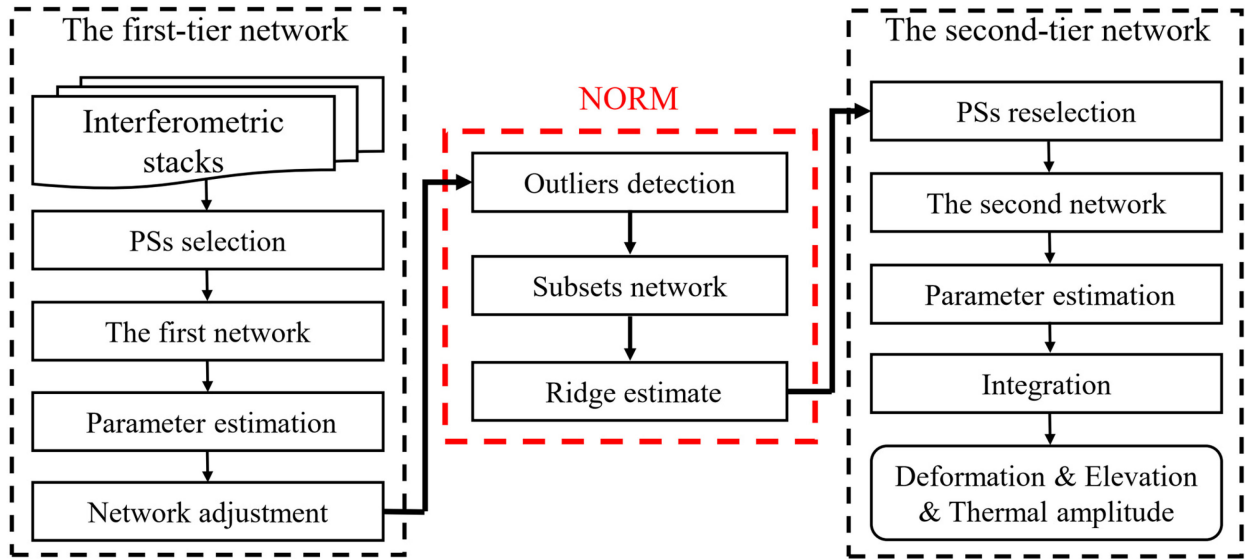 The first-tier network
Interferometric
stacks
PSs selection
The first network
Parameter estimation
Network adjustment
NORM
Outliers detection
Subsets network
Ridge estimate
The second-tier network
PSs reselection
The second network
Parameter estimation
Integration
Deformation & Elevation
& Thermal amplitude